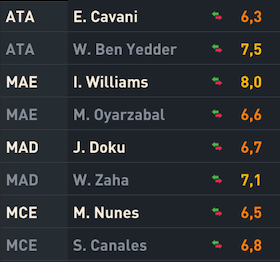 ATA E. Cavani 6,3
ATA W. Ben Yedder 7,5
MAE I. Williams 8,0
MAE M. Oyarzabal 6,6
MAD J. Doku 6,7
MAD W. Zaha 7,1
MCE M. Nunes 6,5
MCE S. Canales 6,8